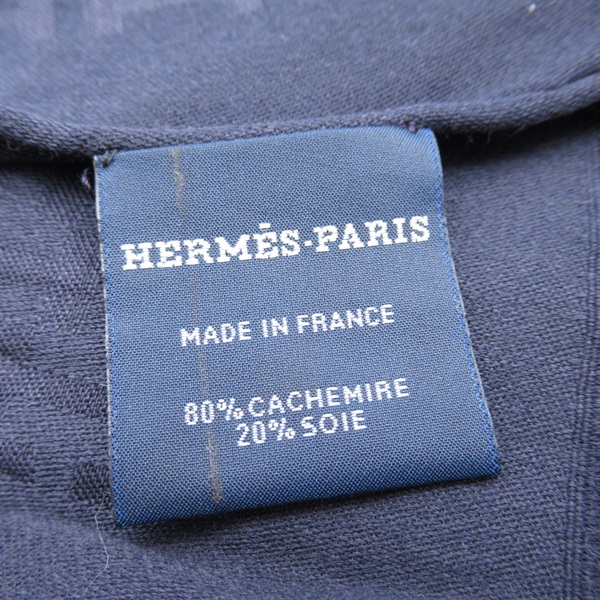 HERMÈS-PARIS
MADE IN FRANCE
80% CACHEMIRE
20% SOIE